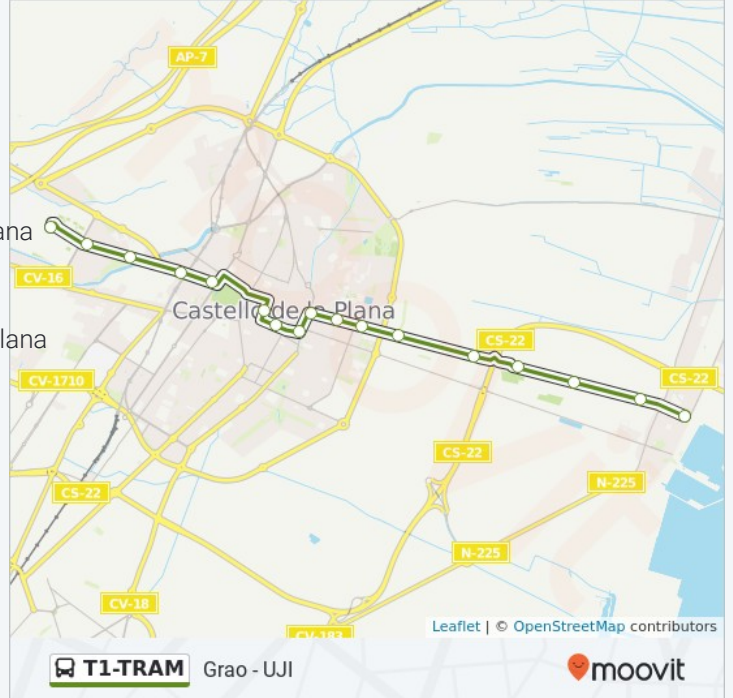 AP-7
ana
CV-16
Castelló de la Plana
lana
CS-22
CV-1710
CS-22
CS-22
CS-22
N-225
N-225
CV-18
CV-183
Leaflet | © OpenStreetMap contributors
T1-TRAM Grao - UJI
moovit